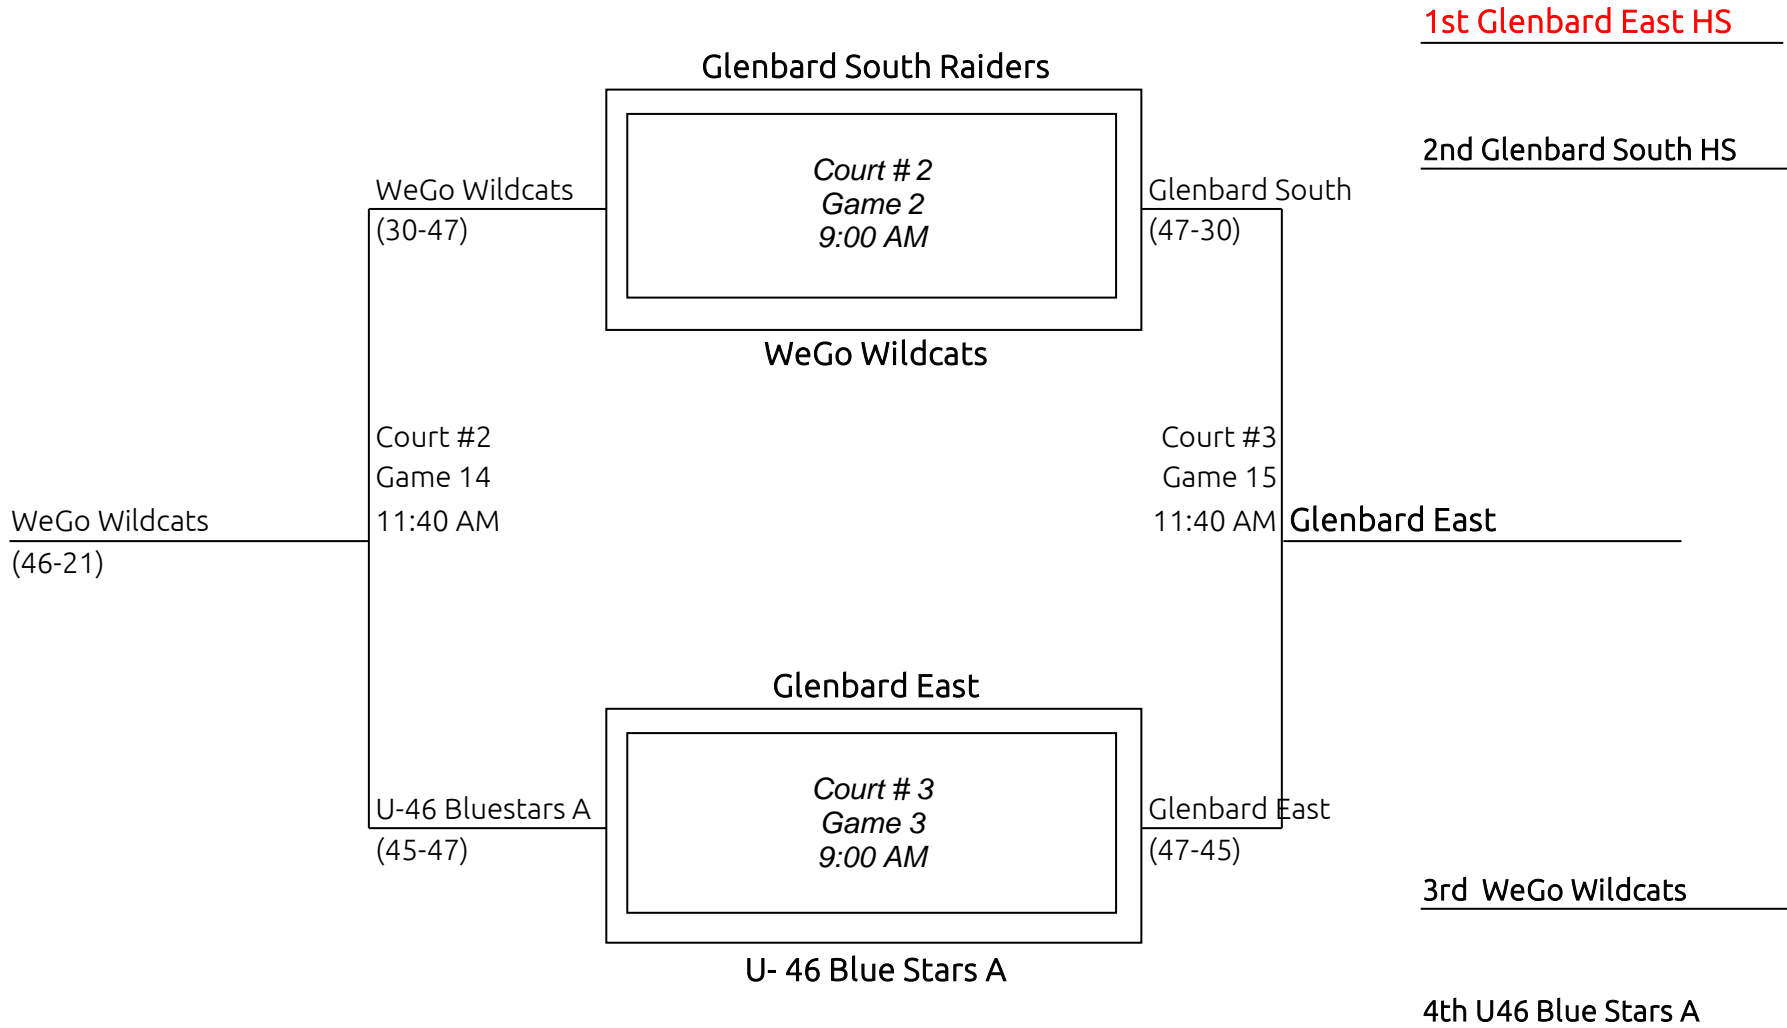 1st Glenbard East HS
Glenbard South Raiders
2nd Glenbard South HS
Court # 2
Game 2
9:00 AM
WeGo Wildcats
(30-47)
Glenbard South
(47-30)
WeGo Wildcats
Court #2
Game 14
11:40 AM
Court #3
Game 15
11:40 AM
WeGo Wildcats
(46-21)
Glenbard East
Glenbard East
Court # 3
Game 3
9:00 AM
U-46 Bluestars A
(45-47)
Glenbard East
(47-45)
3rd  WeGo Wildcats
U- 46 Blue Stars A
4th U46 Blue Stars A